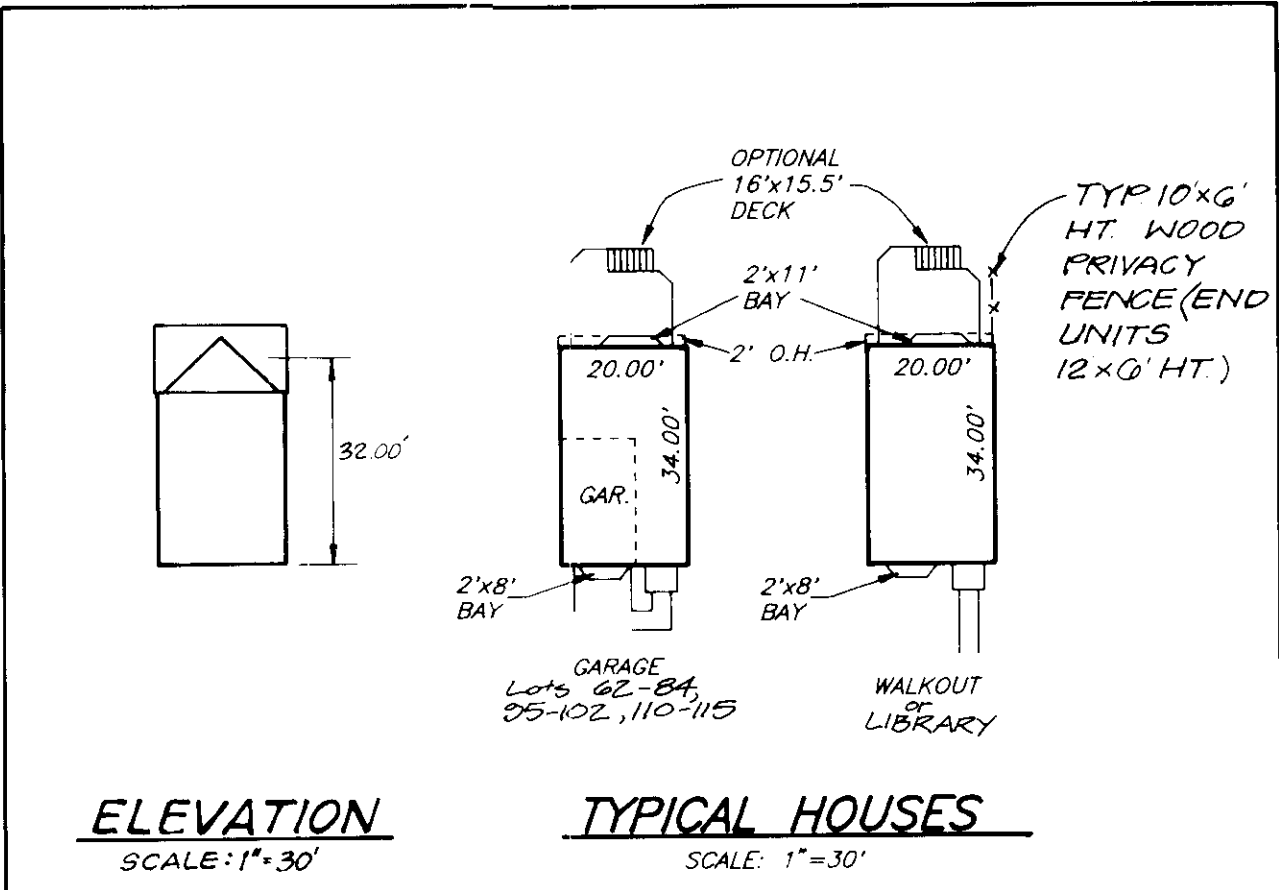 OPTIONAL
16'x15.5'
DECK
TYP. 10'x6'
HT. WOOD
PRIVACY
FENCE (END
UNITS
12x6' HT.)
2'x11'
BAY
2' O.H.
20.00'
20.00'
32.00'
34.00'
34.00'
GAR.
2'x8'
BAY
2'x8'
BAY
GARAGE
Lots 62-84,
95-102, 110-115
WALKOUT
or
LIBRARY
ELEVATION
SCALE: 1"=30'
TYPICAL HOUSES
SCALE: 1"=30'